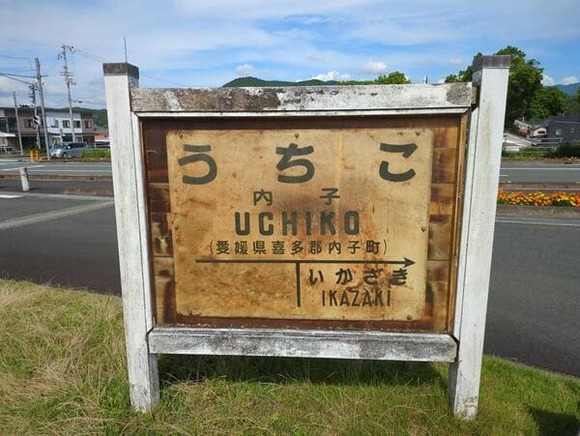 うちこ
内子
UCHIKO
(愛媛県喜多郡内子町)
いかざき
IKAZAKI